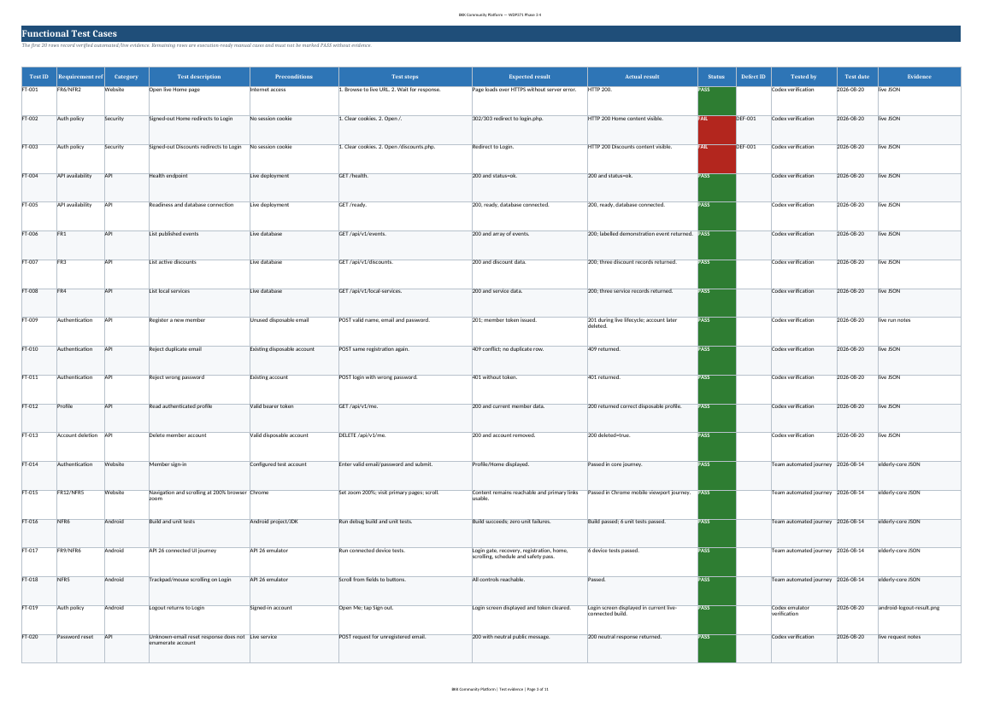 BKK Community Platform — WDP371 Phase 3-4
Functional Test Cases
The first 20 rows record verified automated/live evidence. Remaining rows are execution-ready manual cases and must not be marked PASS without evidence.
Test ID Requirement ref Category Test description Preconditions Test steps Expected result Actual result Status Defect ID Tested by Test date Evidence
FT-001 FR6/NFR2 Website Open live Home page Internet access 1. Browse to live URL. 2. Wait for response. Page loads over HTTPS without server error. HTTP 200. PASS Codex verification 2026-08-20 live JSON
FT-002 Auth policy Security Signed-out Home redirects to Login No session cookie 1. Clear cookies. 2. Open /. 302/303 redirect to login.php. HTTP 200 Home content visible. FAIL DEF-001 Codex verification 2026-08-20 live JSON
FT-003 Auth policy Security Signed-out Discounts redirects to Login No session cookie 1. Clear cookies. 2. Open /discounts.php. Redirect to Login. HTTP 200 Discounts content visible. FAIL DEF-001 Codex verification 2026-08-20 live JSON
FT-004 API availability API Health endpoint Live deployment GET /health. 200 and status=ok. 200 and status=ok. PASS Codex verification 2026-08-20 live JSON
FT-005 API availability API Readiness and database connection Live deployment GET /ready. 200, ready, database connected. 200, ready, database connected. PASS Codex verification 2026-08-20 live JSON
FT-006 FR1 API List published events Live database GET /api/v1/events. 200 and array of events. 200; labelled demonstration event returned. PASS Codex verification 2026-08-20 live JSON
FT-007 FR3 API List active discounts Live database GET /api/v1/discounts. 200 and discount data. 200; three discount records returned. PASS Codex verification 2026-08-20 live JSON
FT-008 FR4 API List local services Live database GET /api/v1/local-services. 200 and service data. 200; three service records returned. PASS Codex verification 2026-08-20 live JSON
FT-009 Authentication API Register a new member Unused disposable email POST valid name, email and password. 201; member token issued. 201 during live lifecycle; account later PASS Codex verification 2026-08-20 live run notes
deleted.
FT-010 Authentication API Reject duplicate email Existing disposable account POST same registration again. 409 conflict; no duplicate row. 409 returned. PASS Codex verification 2026-08-20 live JSON
FT-011 Authentication API Reject wrong password Existing account POST login with wrong password. 401 without token. 401 returned. PASS Codex verification 2026-08-20 live JSON
FT-012 Profile API Read authenticated profile Valid bearer token GET /api/v1/me. 200 and current member data. 200 returned correct disposable profile. PASS Codex verification 2026-08-20 live JSON
FT-013 Account deletion API Delete member account Valid disposable account DELETE /api/v1/me. 200 and account removed. 200 deleted=true. PASS Codex verification 2026-08-20 live JSON
FT-014 Authentication Website Member sign-in Configured test account Enter valid email/password and submit. Profile/Home displayed. Passed in core journey. PASS Team automated journey 2026-08-14 elderly-core JSON
FT-015 FR12/NFR5 Website Navigation and scrolling at 200% browser Chrome Set zoom 200%; visit primary pages; scroll. Content remains reachable and primary links Passed in Chrome mobile viewport journey. PASS Team automated journey 2026-08-14 elderly-core JSON
zoom usable.
FT-016 NFR6 Android Build and unit tests Android project/JDK Run debug build and unit tests. Build succeeds; zero unit failures. Build passed; 6 unit tests passed. PASS Team automated journey 2026-08-14 elderly-core JSON
FT-017 FR9/NFR6 Android API 26 connected UI journey API 26 emulator Run connected device tests. Login gate, recovery, registration, home, 6 device tests passed. PASS Team automated journey 2026-08-14 elderly-core JSON
scrolling, schedule and safety pass.
FT-018 NFR5 Android Trackpad/mouse scrolling on Login API 26 emulator Scroll from fields to buttons. All controls reachable. Passed. PASS Team automated journey 2026-08-14 elderly-core JSON
FT-019 Auth policy Android Logout returns to Login Signed-in account Open Me; tap Sign out. Login screen displayed and token cleared. Login screen displayed in current live- PASS Codex emulator 2026-08-20 android-logout-result.png
connected build. verification
FT-020 Password reset API Unknown-email reset response does not Live service POST request for unregistered email. 200 with neutral public message. 200 neutral response returned. PASS Codex verification 2026-08-20 live request notes
enumerate account
BKK Community Platform | Test evidence | Page 3 of 11